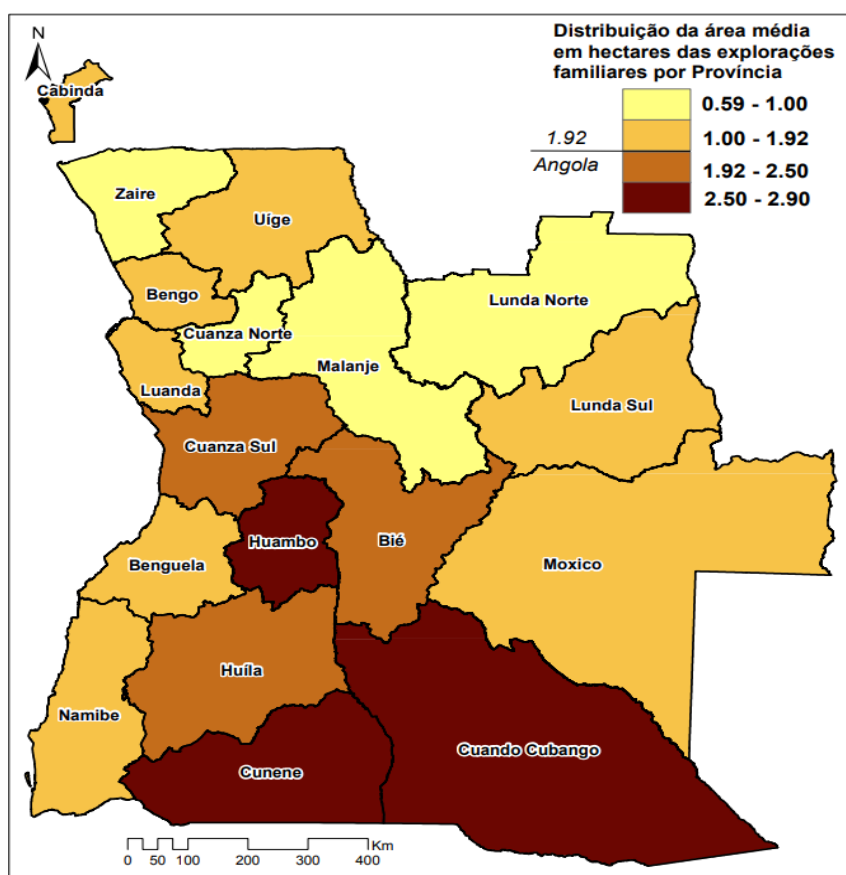 Distribuição da área média
em hectares das explorações
familiares por Província
0.59 - 1.00
1.92
1.00 - 1.92
Angola
1.92 - 2.50
2.50 - 2.90
N
Cabinda
Zaire
Uíge
Bengo
Lunda Norte
Cuanza Norte
Malanje
Luanda
Lunda Sul
Cuanza Sul
Huambo
Bié
Benguela
Moxico
Huíla
Namibe
Cuando Cubango
Cunene
Km
0 50 100 200 300 400